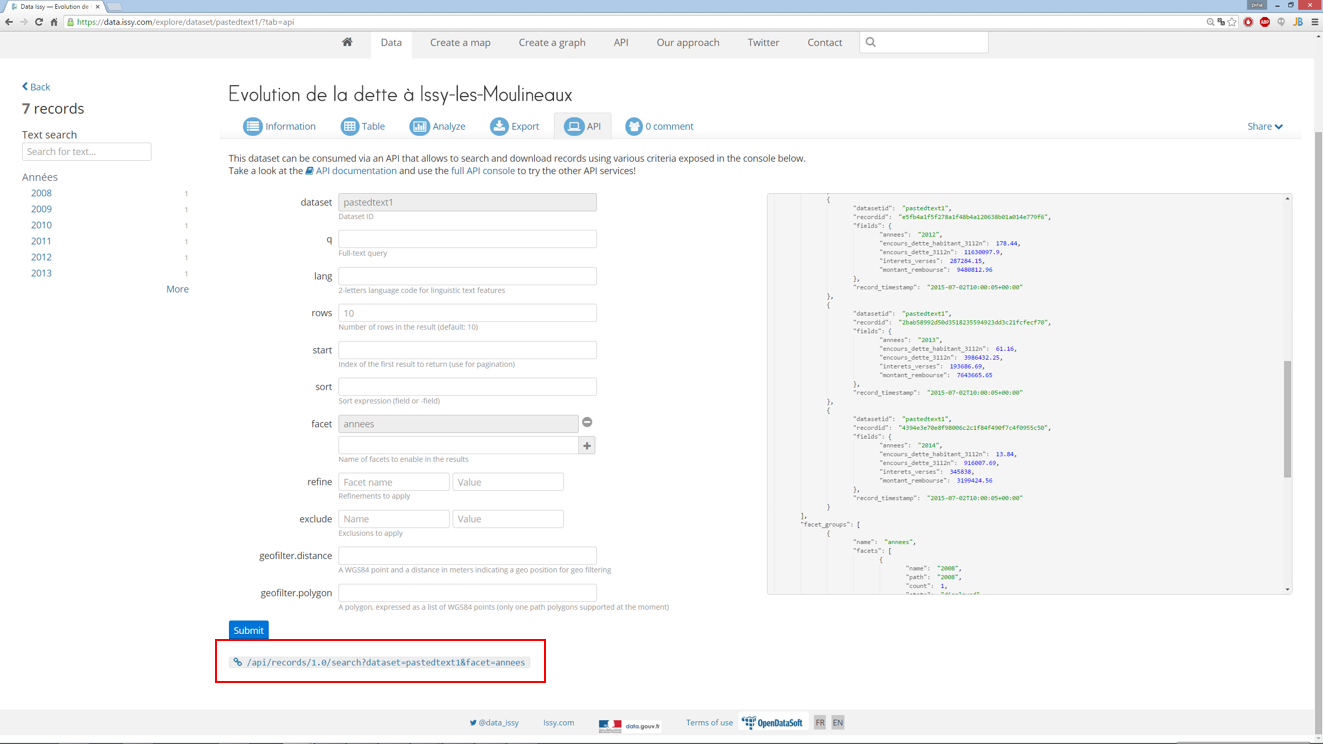 Data Issy — Evolution de
https://data.issy.com/explore/dataset/pastedtext1/?tab=api
Data
Create a map
Create a graph
API
Our approach
Twitter
Contact
Back
7 records
Text search
Search for text...
Années
2008 1
2009 1
2010 1
2011 1
2012 1
2013 1
More
Evolution de la dette à Issy-les-Moulineaux
Information
Table
Analyze
Export
API
0 comment
Share
This dataset can be consumed via an API that allows to search and download records using various criteria exposed in the console below.
Take a look at the API documentation and use the full API console to try the other API services!
dataset pastedtext1
Dataset ID
q
Full-text query
lang
2-letters language code for linguistic text features
rows 10
Number of rows in the result (default: 10)
start
Index of the first result to return (use for pagination)
sort
Sort expression (field or -field)
facet annees
Name of facets to enable in the results
refine Facet name Value
Refinements to apply
exclude Name Value
Exclusions to apply
geofilter.distance
A WGS84 point and a distance in meters indicating a geo position for geo filtering
geofilter.polygon
A polygon, expressed as a list of WGS84 points (only one path polygons supported at the moment)
Submit
/api/records/1.0/search?dataset=pastedtext1&facet=annees
{
"datasetid": "pastedtext1",
"recordid": "e5fb4a1f5f278a1f48b4a120638b01a014e779f6",
"fields": {
"annees": "2012",
"encours_dette_habitant_3112n": 178.44,
"encours_dette_3112n": 11630097.9,
"interets_verses": 287284.15,
"montant_rembourse": 9480812.96
},
"record_timestamp": "2015-07-02T10:00:05+00:00"
},
{
"datasetid": "pastedtext1",
"recordid": "2bab58992d50d3518235594923dd3c21fcfecf70",
"fields": {
"annees": "2013",
"encours_dette_habitant_3112n": 61.16,
"encours_dette_3112n": 3986432.25,
"interets_verses": 193686.69,
"montant_rembourse": 7643665.65
},
"record_timestamp": "2015-07-02T10:00:05+00:00"
},
{
"datasetid": "pastedtext1",
"recordid": "4394e3e70e8f98006c2c1f84f490f7c4f0955c50",
"fields": {
"annees": "2014",
"encours_dette_habitant_3112n": 13.84,
"encours_dette_3112n": 916007.69,
"interets_verses": 345838,
"montant_rembourse": 3199424.56
},
"record_timestamp": "2015-07-02T10:00:05+00:00"
}
],
"facet_groups": [
{
"name": "annees",
"facets": [
{
"name": "2008",
"path": "2008",
"count": 1,
"state": "displayed"
@data_issy
Issy.com
data.gouv.fr
Terms of use
OpenDataSoft
FR
EN